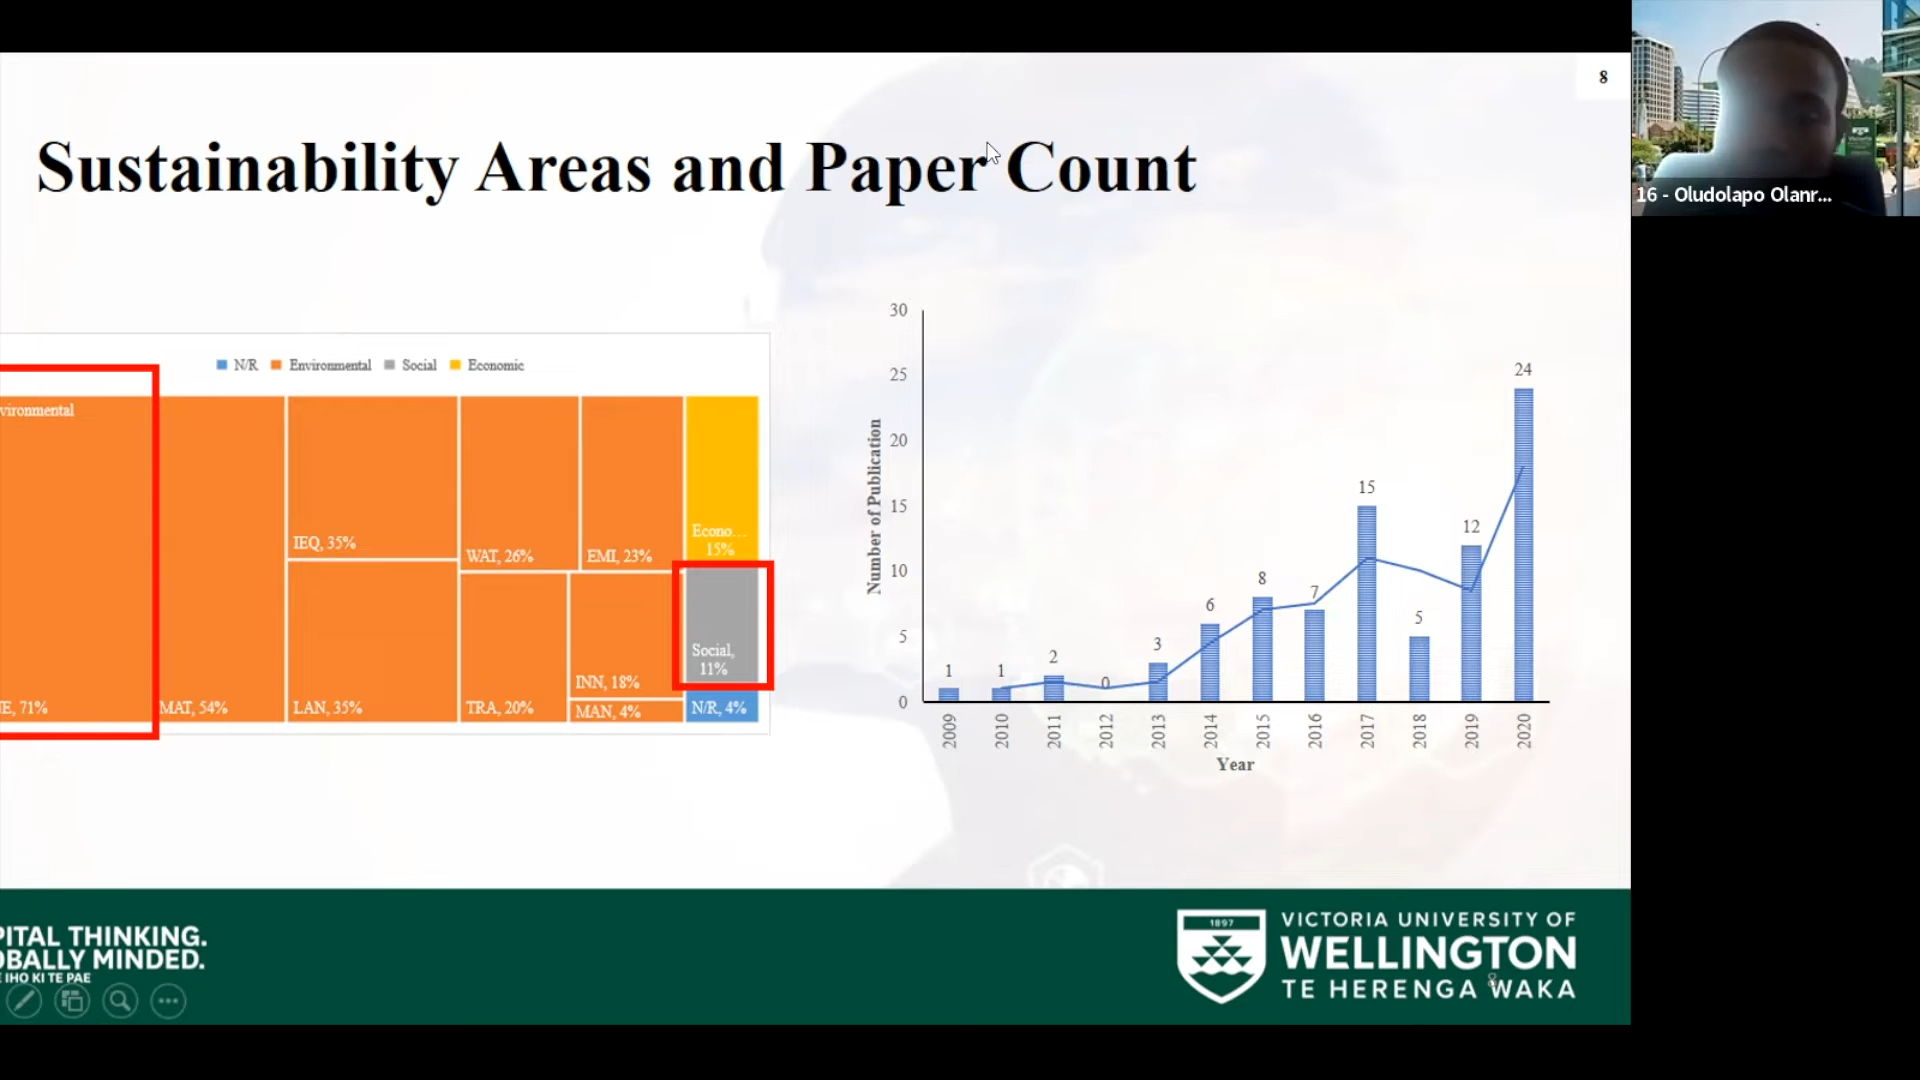 8
Sustainability Areas and Paper Count
16 - Oludolapo Olanr...
N/R Environmental Social Economic
vironmental
E, 71%
MAT, 54%
IEQ, 35%
LAN, 35%
WAT, 26%
TRA, 20%
EMI, 23%
INN, 18%
MAN, 4%
Econo...
15%
Social,
11%
N/R, 4%
Number of Publication
30
25
20
15
10
5
0
1
1
2
0
3
6
8
7
15
5
12
24
2009
2010
2011
2012
2013
2014
2015
2016
2017
2018
2019
2020
Year
PITAL THINKING.
OBALLY MINDED.
IHO KI TE PAE
1897
VICTORIA UNIVERSITY OF
WELLINGTON
TE HERENGA WAKA
8